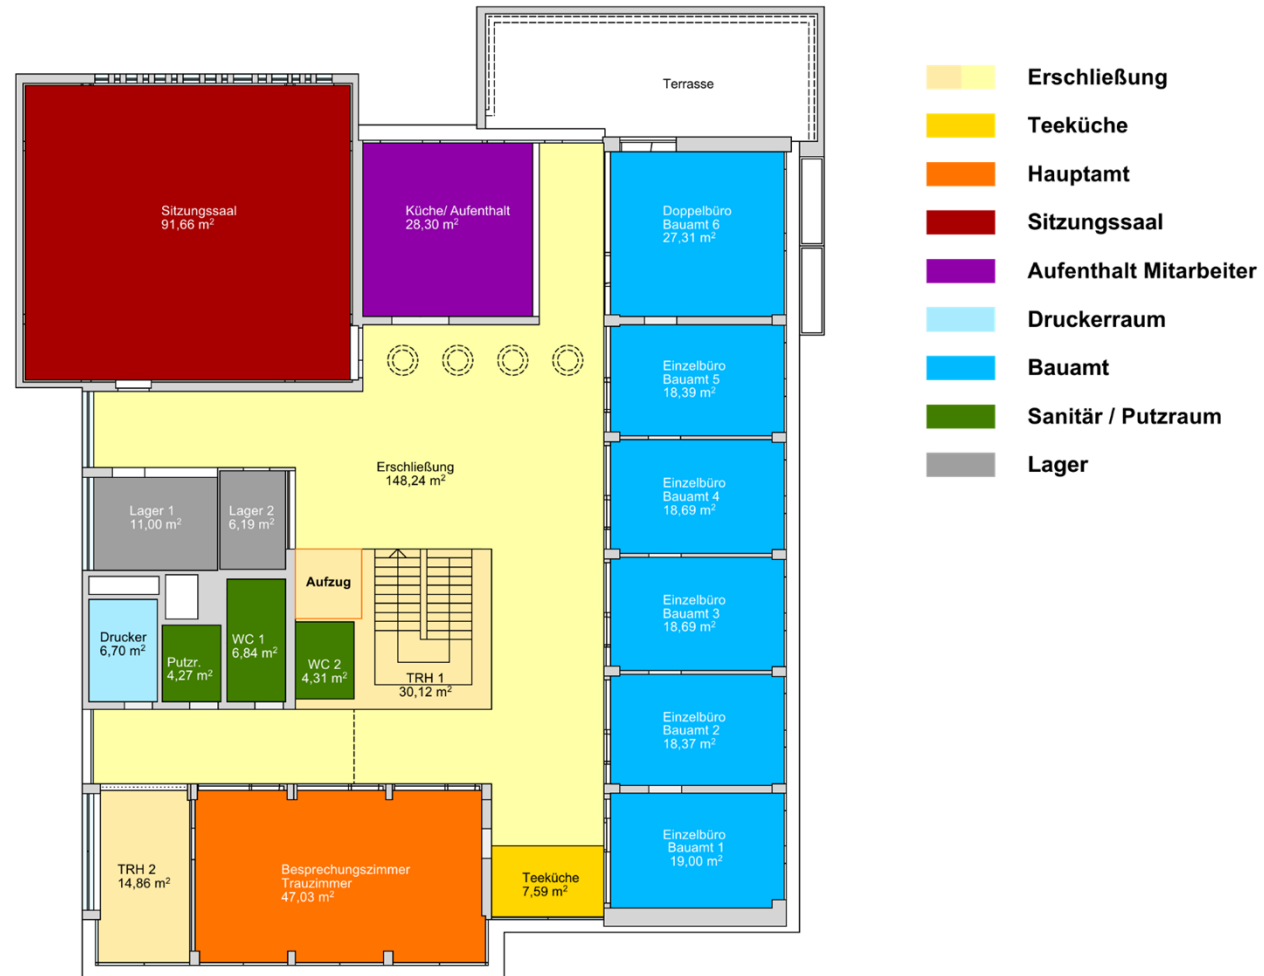 Terrasse
Sitzungssaal
91,66 m²
Küche/ Aufenthalt
28,30 m²
Doppelbüro
Bauamt 6
27,31 m²
Einzelbüro
Bauamt 5
18,39 m²
Erschließung
148,24 m²
Einzelbüro
Bauamt 4
18,69 m²
Lager 1
11,00 m²
Lager 2
6,19 m²
Aufzug
Einzelbüro
Bauamt 3
18,69 m²
Drucker
6,70 m²
Putzr.
4,27 m²
WC 1
6,84 m²
WC 2
4,31 m²
TRH 1
30,12 m²
Einzelbüro
Bauamt 2
18,37 m²
Einzelbüro
Bauamt 1
19,00 m²
TRH 2
14,86 m²
Besprechungszimmer
Trauzimmer
47,03 m²
Teeküche
7,59 m²
Erschließung
Teeküche
Hauptamt
Sitzungssaal
Aufenthalt Mitarbeiter
Druckerraum
Bauamt
Sanitär / Putzraum
Lager